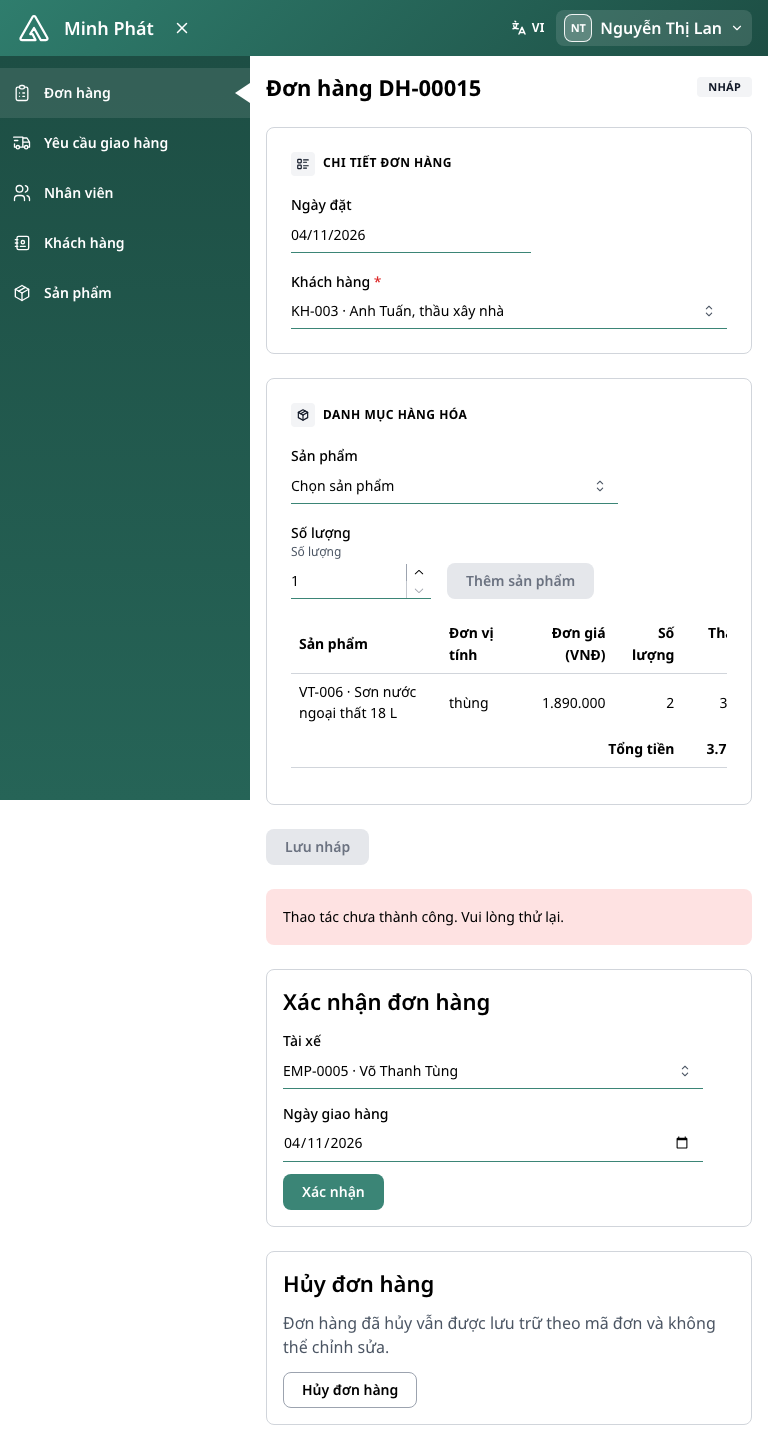 Minh Phát
VI
NT
Nguyễn Thị Lan
Đơn hàng
Yêu cầu giao hàng
Nhân viên
Khách hàng
Sản phẩm
Đơn hàng DH-00015
NHÁP
CHI TIẾT ĐƠN HÀNG
Ngày đặt
04/11/2026
Khách hàng *
KH-003 · Anh Tuấn, thầu xây nhà
DANH MỤC HÀNG HÓA
Sản phẩm
Chọn sản phẩm
Số lượng
Số lượng
1
Thêm sản phẩm
Sản phẩm
Đơn vị
tính
Đơn giá
(VNĐ)
Số
lượng
VT-006 · Sơn nước
ngoại thất 18 L
thùng
1.890.000
2
3
Tổng tiền
3.7
Lưu nháp
Thao tác chưa thành công. Vui lòng thử lại.
Xác nhận đơn hàng
Tài xế
EMP-0005 · Võ Thanh Tùng
Ngày giao hàng
04/11/2026
Xác nhận
Hủy đơn hàng
Đơn hàng đã hủy vẫn được lưu trữ theo mã đơn và không
thể chỉnh sửa.
Hủy đơn hàng